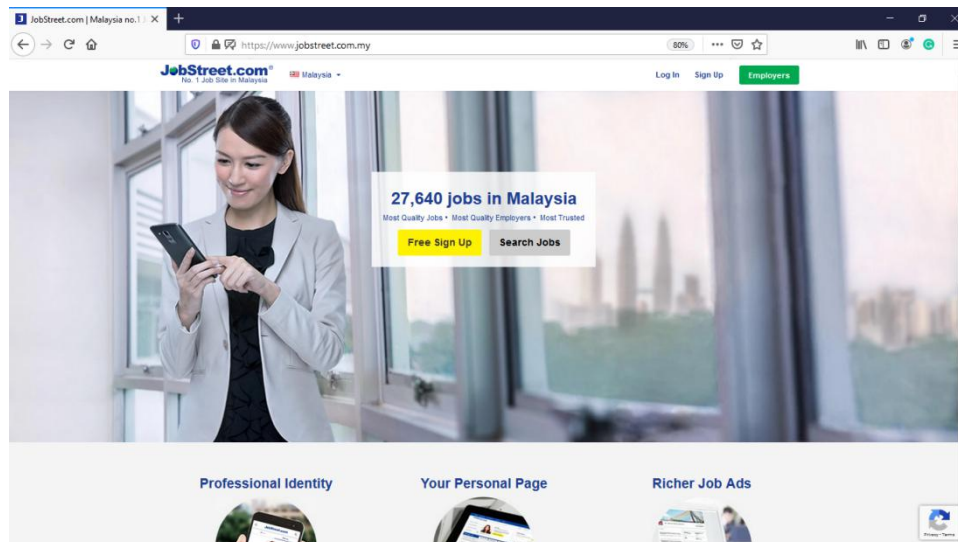 JobStreet.com | Malaysia no.1 J
https://www.jobstreet.com.my
80%
JobStreet.com®
No. 1 Job Site in Malaysia
Malaysia
Log In
Sign Up
Employers
27,640 jobs in Malaysia
Most Quality Jobs • Most Quality Employers • Most Trusted
Free Sign Up
Search Jobs
Professional Identity
Your Personal Page
Richer Job Ads
Privacy - Terms